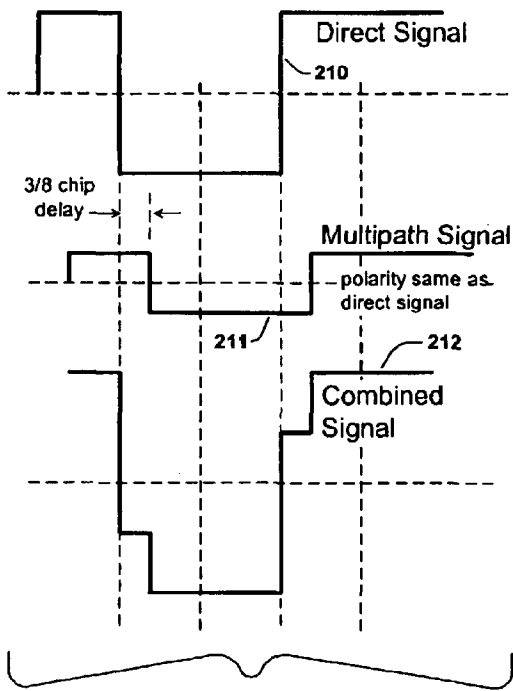 Direct Signal
210
3/8 chip
delay
Multipath Signal
polarity same as
direct signal
211
212
Combined
Signal